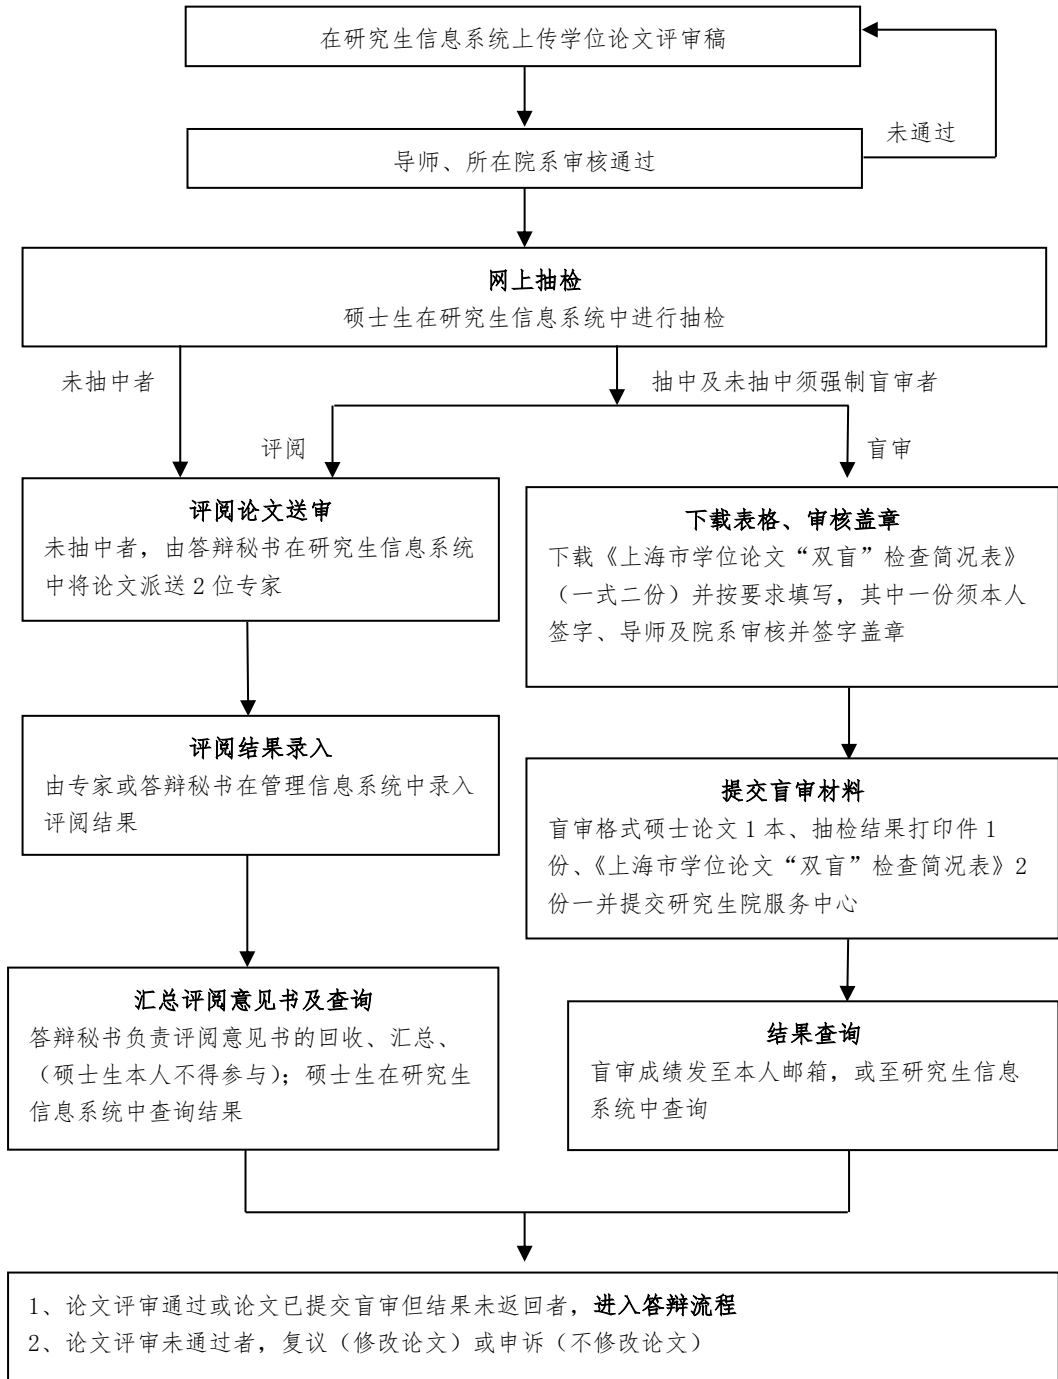 在研究生信息系统上传学位论文评审稿
未通过
导师、所在院系审核通过
网上抽检
硕士生在研究生信息系统中进行抽检
未抽中者
抽中及未抽中须强制盲审者
评阅
盲审
评阅论文送审
未抽中者，由答辩秘书在研究生信息系统
中将论文派送 2 位专家
下载表格、审核盖章
下载《上海市学位论文“双盲”检查简况表》
（一式二份）并按要求填写，其中一份须本人
签字、导师及院系审核并签字盖章
评阅结果录入
由专家或答辩秘书在管理信息系统中录入
评阅结果
提交盲审材料
盲审格式硕士论文 1 本、抽检结果打印件 1
份、《上海市学位论文“双盲”检查简况表》2
份一并提交研究生院服务中心
汇总评阅意见书及查询
答辩秘书负责评阅意见书的回收、汇总、
（硕士生本人不得参与）；硕士生在研究生
信息系统中查询结果
结果查询
盲审成绩发至本人邮箱，或至研究生信息
系统中查询
1、论文评审通过或论文已提交盲审但结果未返回者，进入答辩流程
2、论文评审未通过者，复议（修改论文）或申诉（不修改论文）